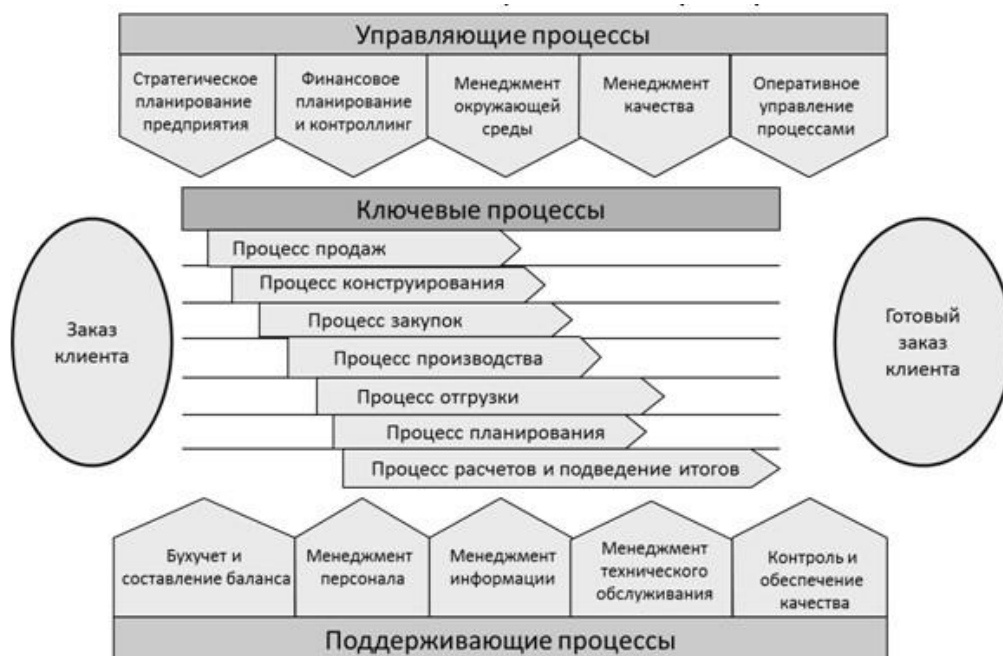 Управляющие процессы
Стратегическое
планирование
предприятия
Финансовое
планирование
и контроллинг
Менеджмент
окружающей
среды
Менеджмент
качества
Оперативное
управление
процессами
Ключевые процессы
Процесс продаж
Процесс конструирования
Процесс закупок
Процесс производства
Процесс отгрузки
Процесс планирования
Процесс расчетов и подведение итогов
Заказ
клиента
Готовый
заказ
клиента
Бухучет и
составление баланса
Менеджмент
персонала
Менеджмент
информации
Менеджмент
технического
обслуживания
Контроль и
обеспечение
качества
Поддерживающие процессы